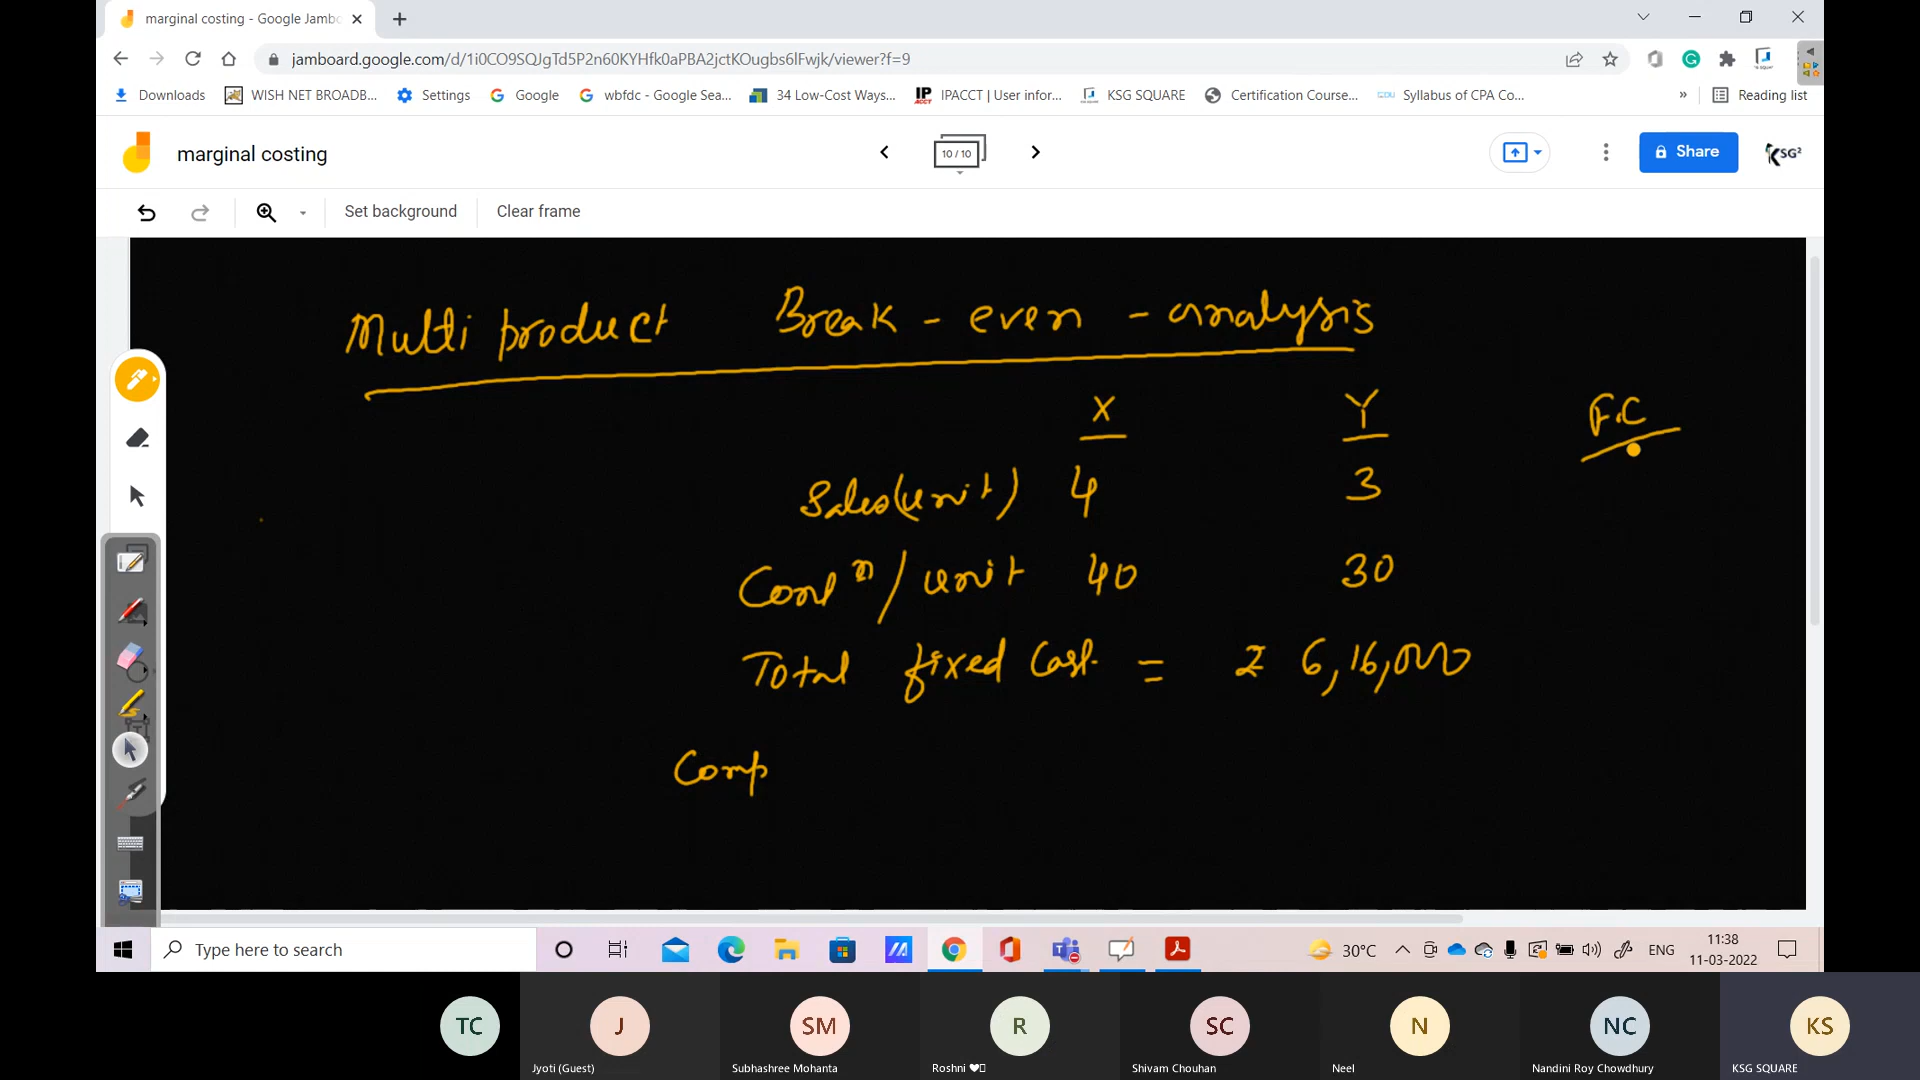 marginal costing - Google Jambo
jamboard.google.com/d/1i0CO9SQJgTd5P2n60KYHfk0aPBA2jctKOugbs6lFwjk/viewer?f=9
Downloads WISH NET BROADB... Settings Google wbfdc - Google Sea... 34 Low-Cost Ways... IPACCT | User infor... KSG SQUARE Certification Course... Syllabus of CPA Co... » Reading list
marginal costing 10 / 10 Share KSG²
Set background Clear frame
Multi product Break - even - analysis
X Y F.C
Sales(unit) 4 3
Contn/unit 40 30
Total fixed Cost = ₹ 6,16,000
Comp
Type here to search 30°C ENG 11:38
11-03-2022
TC J SM R SC N NC KS
Jyoti (Guest) Subhashree Mohanta Roshni ❤ Shivam Chouhan Neel Nandini Roy Chowdhury KSG SQUARE